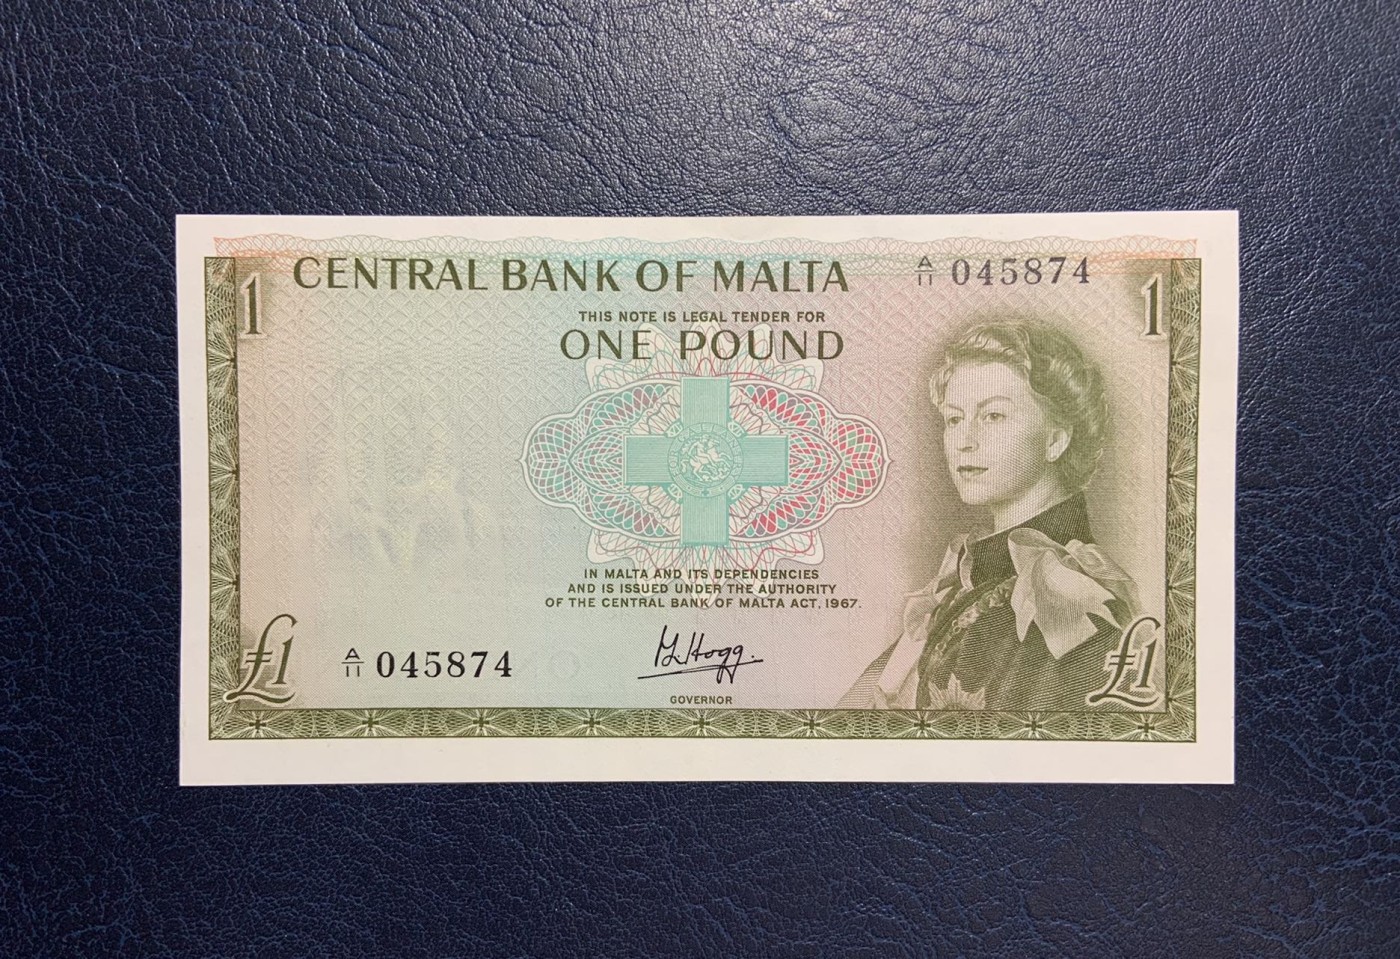 CENTRAL BANK OF MALTA
A/11 045874
1
1
THIS NOTE IS LEGAL TENDER FOR
ONE POUND
IN MALTA AND ITS DEPENDENCIES
AND IS ISSUED UNDER THE AUTHORITY
OF THE CENTRAL BANK OF MALTA ACT, 1967.
£1
A/11 045874
Hogg.
GOVERNOR
£1